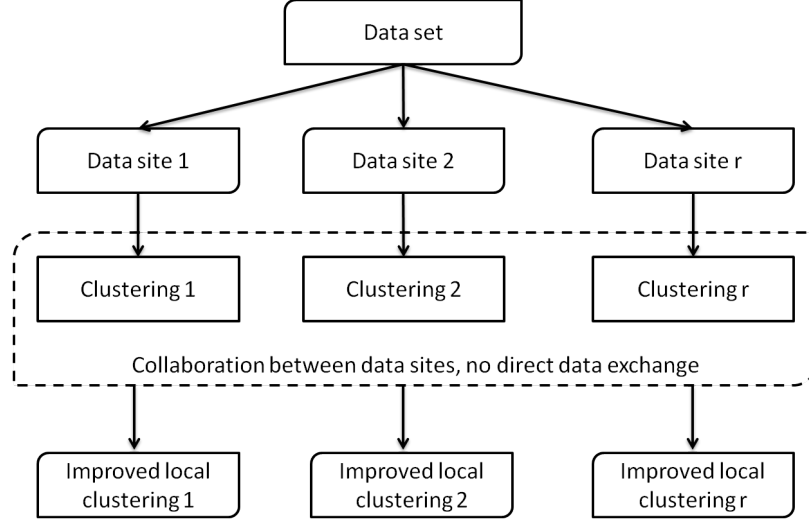 Data set
Data site 1
Data site 2
Data site r
Clustering 1
Clustering 2
Clustering r
Collaboration between data sites, no direct data exchange
Improved local
clustering 1
Improved local
clustering 2
Improved local
clustering r